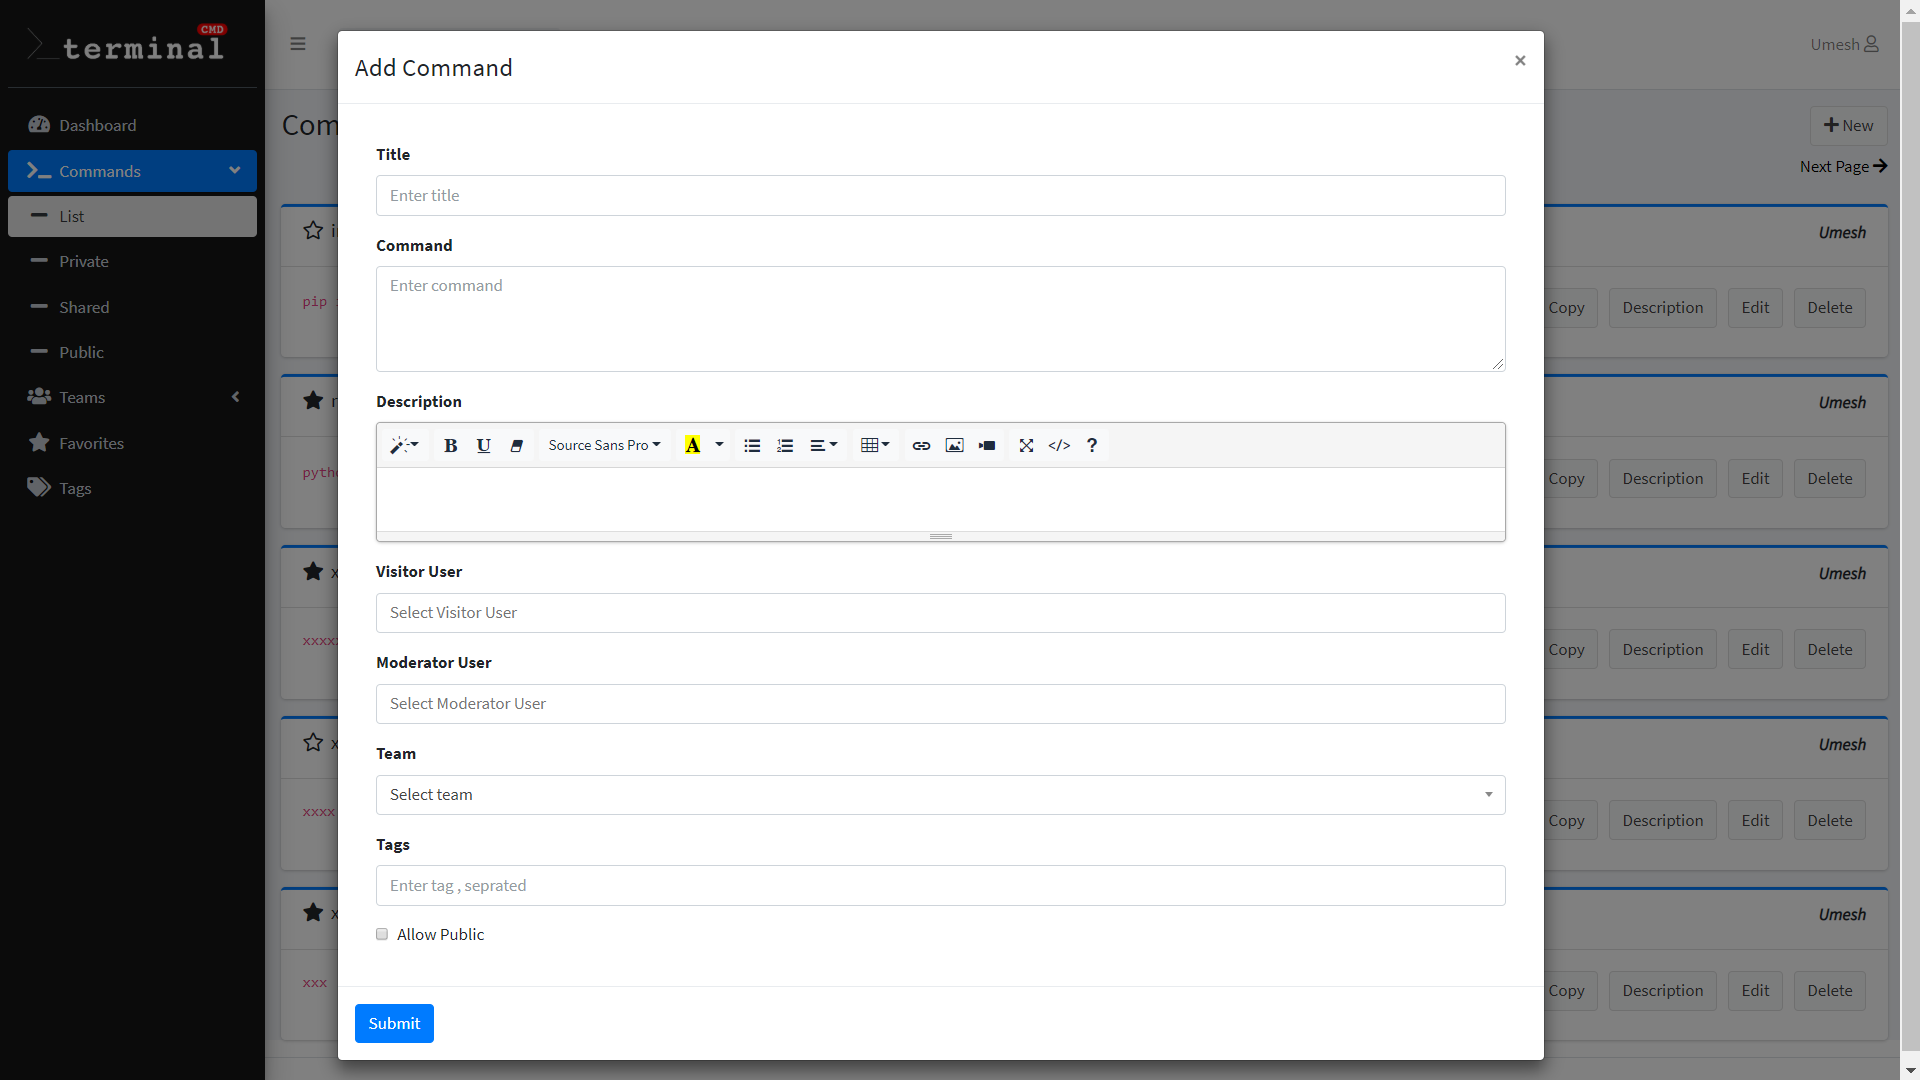 CMD
terminal
Umesh
Add Command
×
Dashboard
Commands
List
Private
Shared
Public
Teams
Favorites
Tags
New
Next Page
Title
Enter title
Command
Enter command
Description
B U Source Sans Pro A </> ?
Visitor User
Select Visitor User
Moderator User
Select Moderator User
Team
Select team
Tags
Enter tag , seprated
Allow Public
Submit
Umesh
pip
Copy Description Edit Delete
Umesh
Copy Description Edit Delete
Umesh
Copy Description Edit Delete
Umesh
xxxx
Copy Description Edit Delete
Umesh
xxx
Copy Description Edit Delete